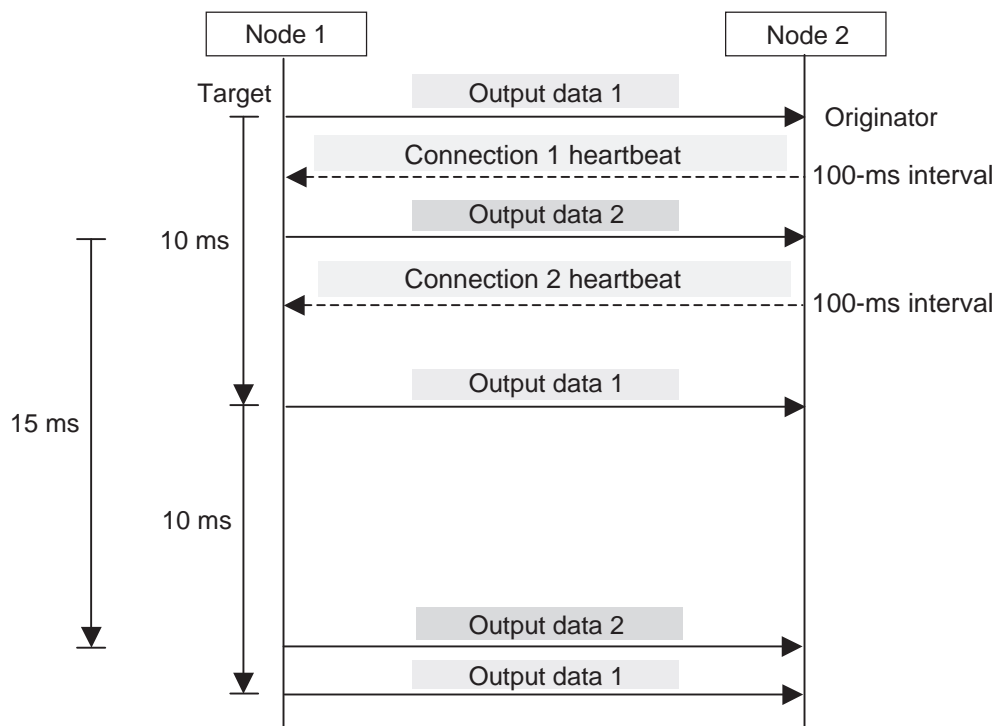 Node 1
Node 2
Target
Output data 1
Originator
Connection 1 heartbeat
100-ms interval
Output data 2
10 ms
Connection 2 heartbeat
100-ms interval
Output data 1
15 ms
10 ms
Output data 2
Output data 1